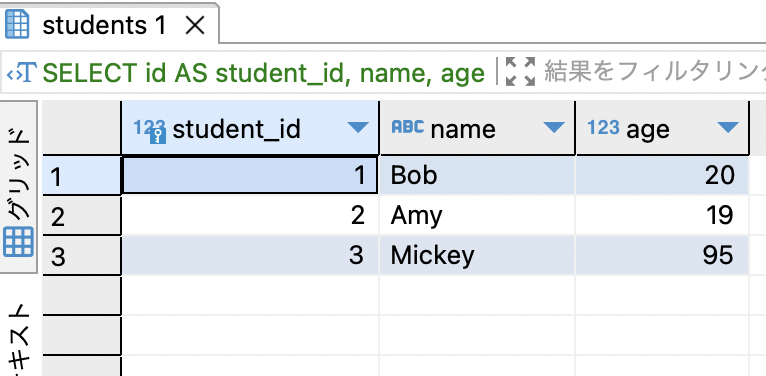 students 1
SELECT id AS student_id, name, age
結果をフィルタリング
グリッド
123 student_id
ABC name
123 age
1 1 Bob 20
2 2 Amy 19
3 3 Mickey 95
キスト